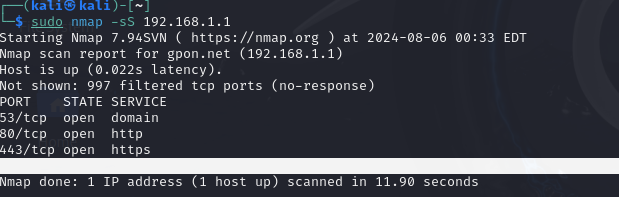 ┌──(kali㉿kali)-[~]
└─$ sudo nmap -sS 192.168.1.1
Starting Nmap 7.94SVN ( https://nmap.org ) at 2024-08-06 00:33 EDT
Nmap scan report for gpon.net (192.168.1.1)
Host is up (0.022s latency).
Not shown: 997 filtered tcp ports (no-response)
PORT    STATE SERVICE
53/tcp  open  domain
80/tcp  open  http
443/tcp open  https
Nmap done: 1 IP address (1 host up) scanned in 11.90 seconds